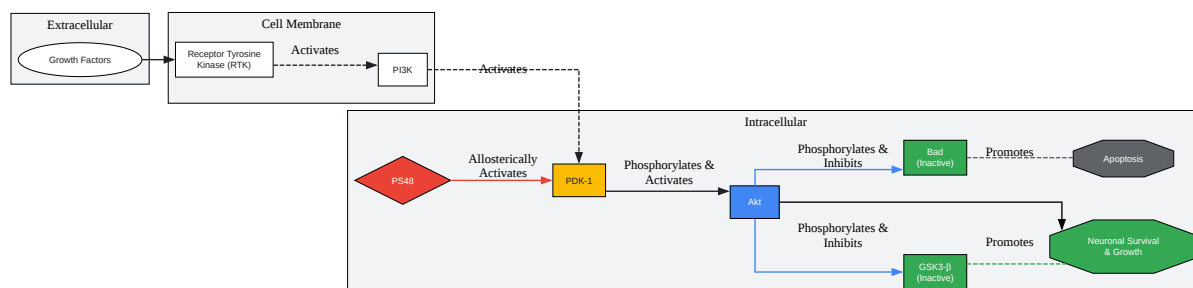 Extracellular
Growth Factors
Cell Membrane
Receptor Tyrosine
Kinase (RTK)
Activates
PI3K
Activates
Intracellular
PS48
Allosterically
Activates
PDK-1
Phosphorylates &
Activates
Akt
Phosphorylates &
Inhibits
Bad
(Inactive)
Promotes
Apoptosis
Phosphorylates &
Inhibits
GSK3-β
(Inactive)
Promotes
Neuronal Survival
& Growth